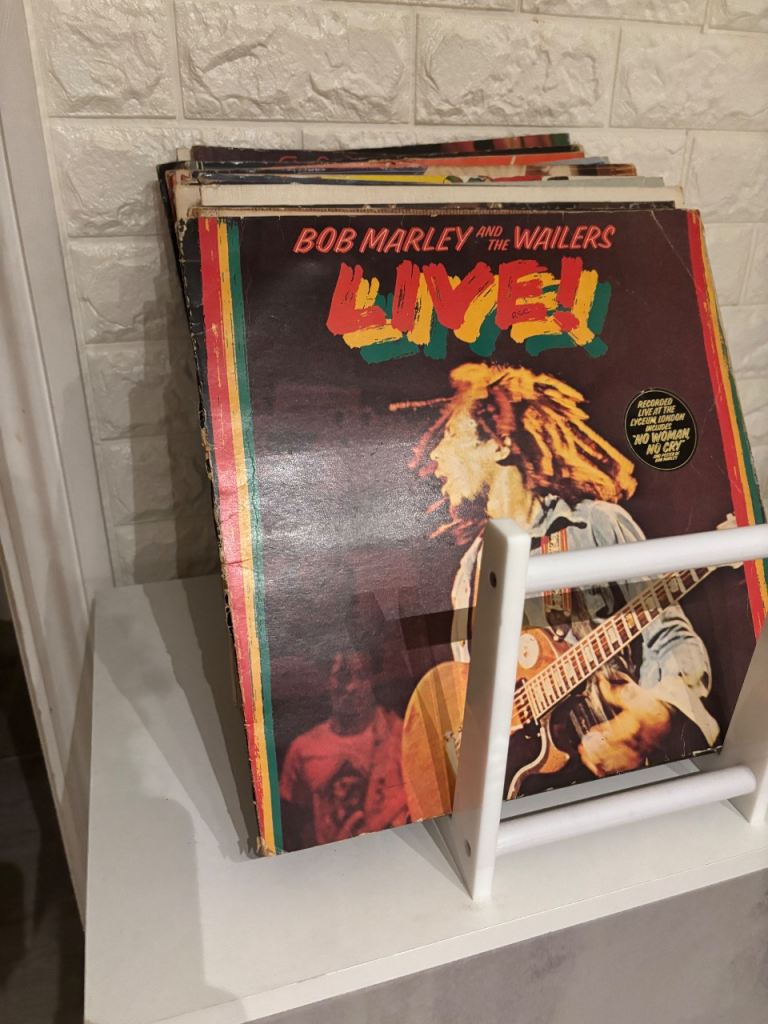 BOB MARLEY AND THE WAILERS
LIVE!
RECORDED
LIVE AT THE
LYCEUM, LONDON
INCLUDES
"NO WOMAN,
NO CRY"